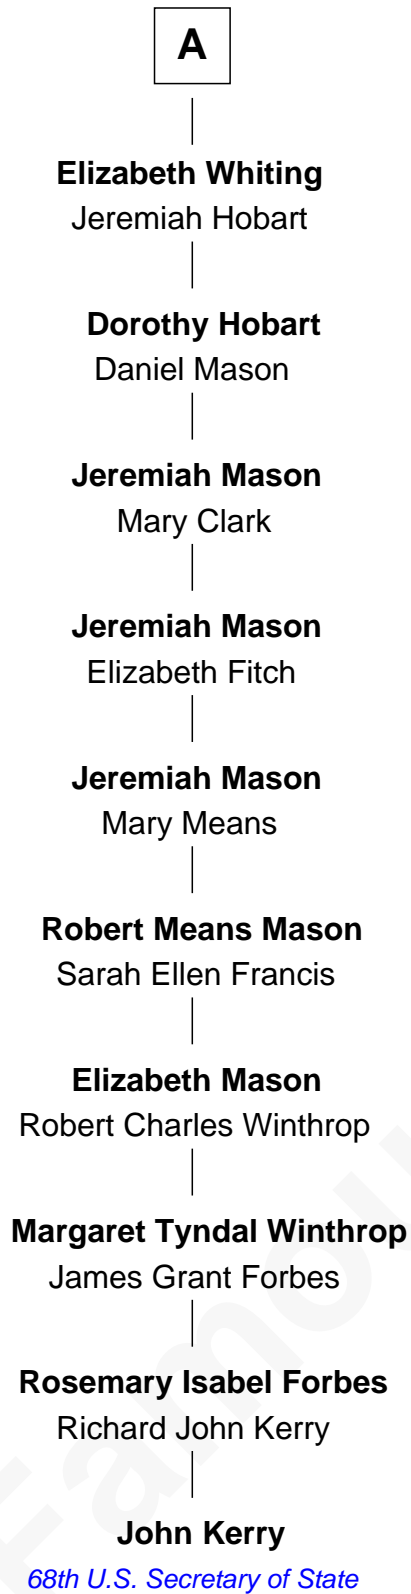 A
Elizabeth Whiting
Jeremiah Hobart
Dorothy Hobart
Daniel Mason
Jeremiah Mason
Mary Clark
Jeremiah Mason
Elizabeth Fitch
Jeremiah Mason
Mary Means
Robert Means Mason
Sarah Ellen Francis
Elizabeth Mason
Robert Charles Winthrop
Margaret Tyndal Winthrop
James Grant Forbes
Rosemary Isabel Forbes
Richard John Kerry
John Kerry
68th U.S. Secretary of State